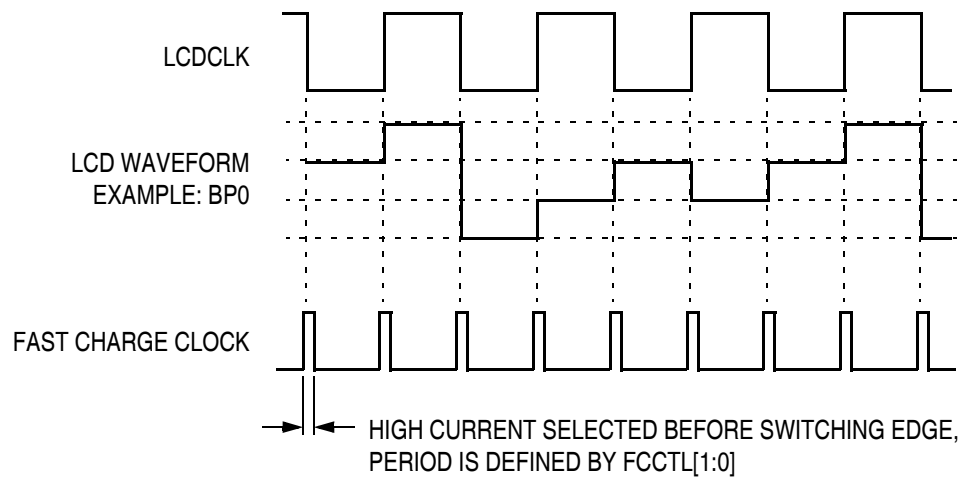 LCDCLK
LCD WAVEFORM
EXAMPLE: BP0
FAST CHARGE CLOCK
HIGH CURRENT SELECTED BEFORE SWITCHING EDGE,
PERIOD IS DEFINED BY FCCTL[1:0]